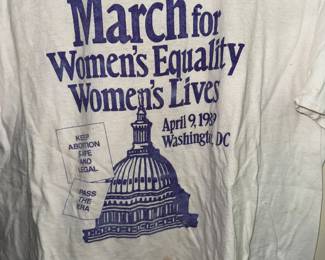 March for
Women's Equality
Women's Lives
April 9, 1989
Washington, DC
KEEP
ABORTION
SAFE
AND
LEGAL
PASS
THE
ERA